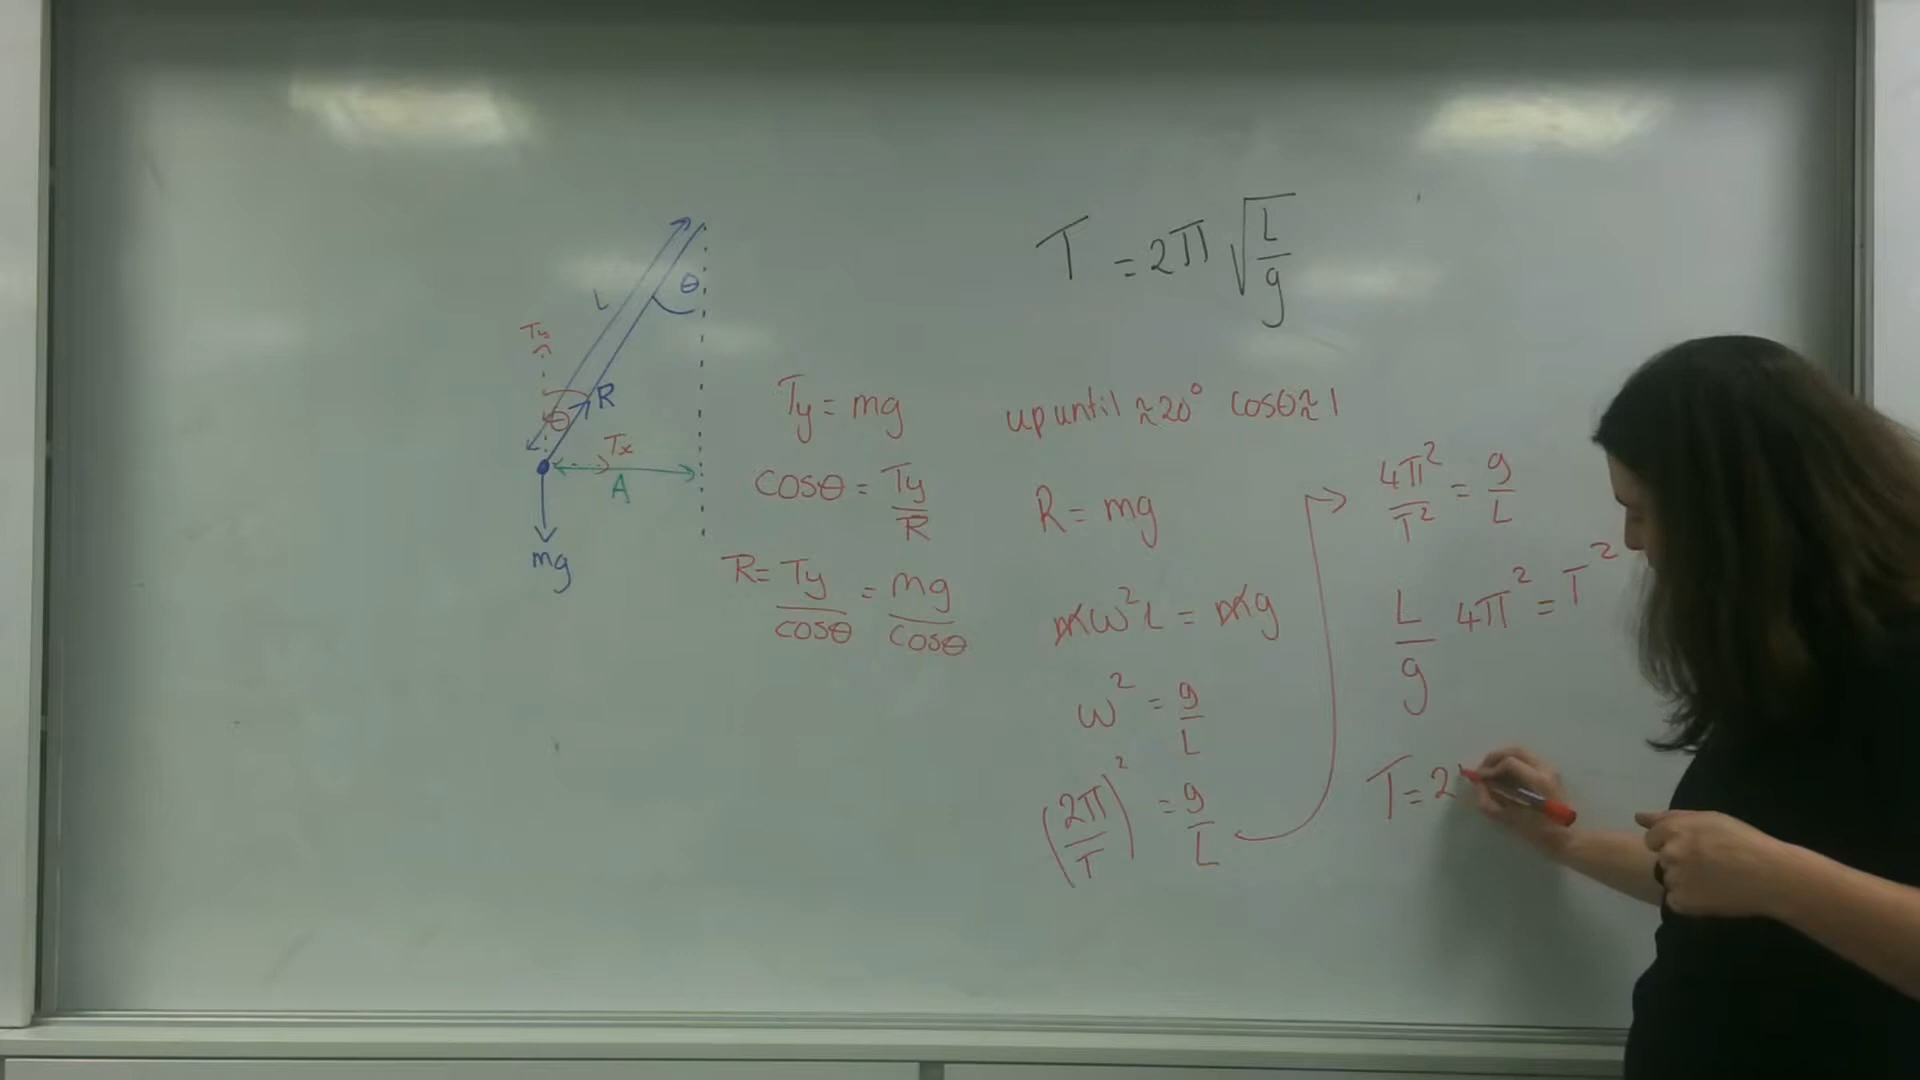 T = 2π √(L/g)
θ
L
Ty
θ
R
Tx
A
mg
Ty = mg
cosθ = Ty/R
R = Ty/cosθ = mg/cosθ
up until ≈20° cosθ≈1
R = mg
mω²L = mg
ω² = g/L
(2π/T)² = g/L
4π²/T² = g/L
L/g 4π² = T²
T = 2